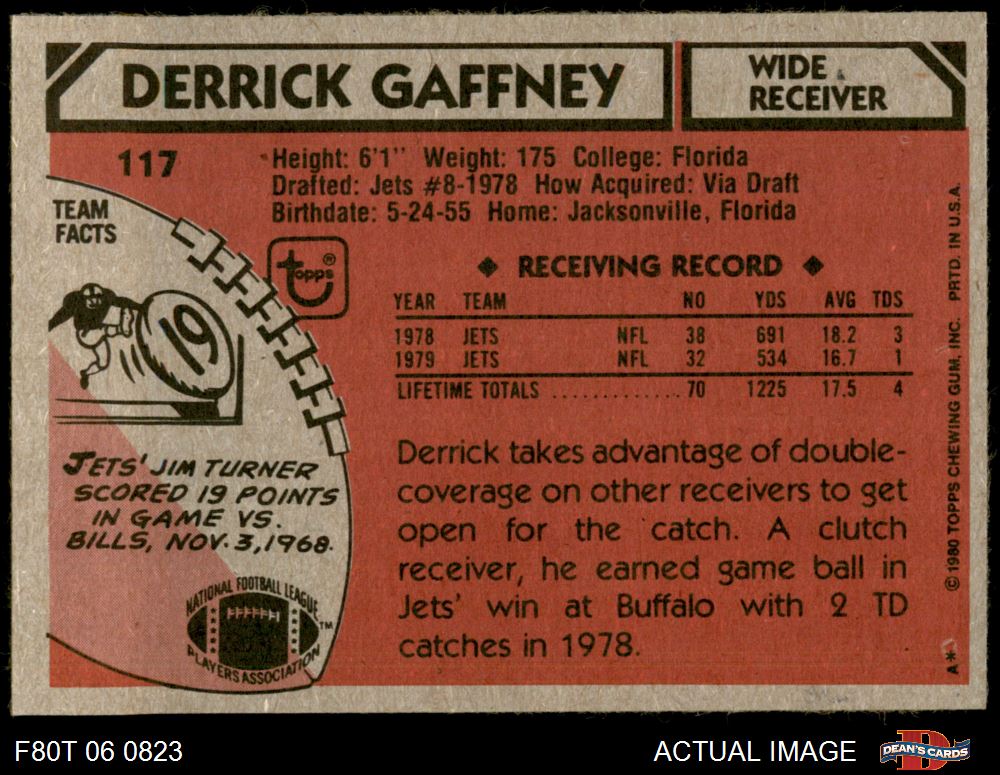 DERRICK GAFFNEY
WIDE
RECEIVER
117
Height: 6'1" Weight: 175 College: Florida
Drafted: Jets #8-1978 How Acquired: Via Draft
Birthdate: 5-24-55 Home: Jacksonville, Florida
TEAM
FACTS
topps®
19
JETS' JIM TURNER
SCORED 19 POINTS
IN GAME VS.
BILLS, NOV. 3, 1968.
NATIONAL FOOTBALL LEAGUE
PLAYERS ASSOCIATION TM
◆ RECEIVING RECORD ◆
YEAR TEAM NO YDS AVG TDS
1978 JETS NFL 38 691 18.2 3
1979 JETS NFL 32 534 16.7 1
LIFETIME TOTALS ............. 70 1225 17.5 4
Derrick takes advantage of double-
coverage on other receivers to get
open for the catch. A clutch
receiver, he earned game ball in
Jets' win at Buffalo with 2 TD
catches in 1978.
© 1980 TOPPS CHEWING GUM, INC. PRTD. IN U.S.A.
A*
F80T 06 0823
ACTUAL IMAGE
D
DEAN'S CARDS